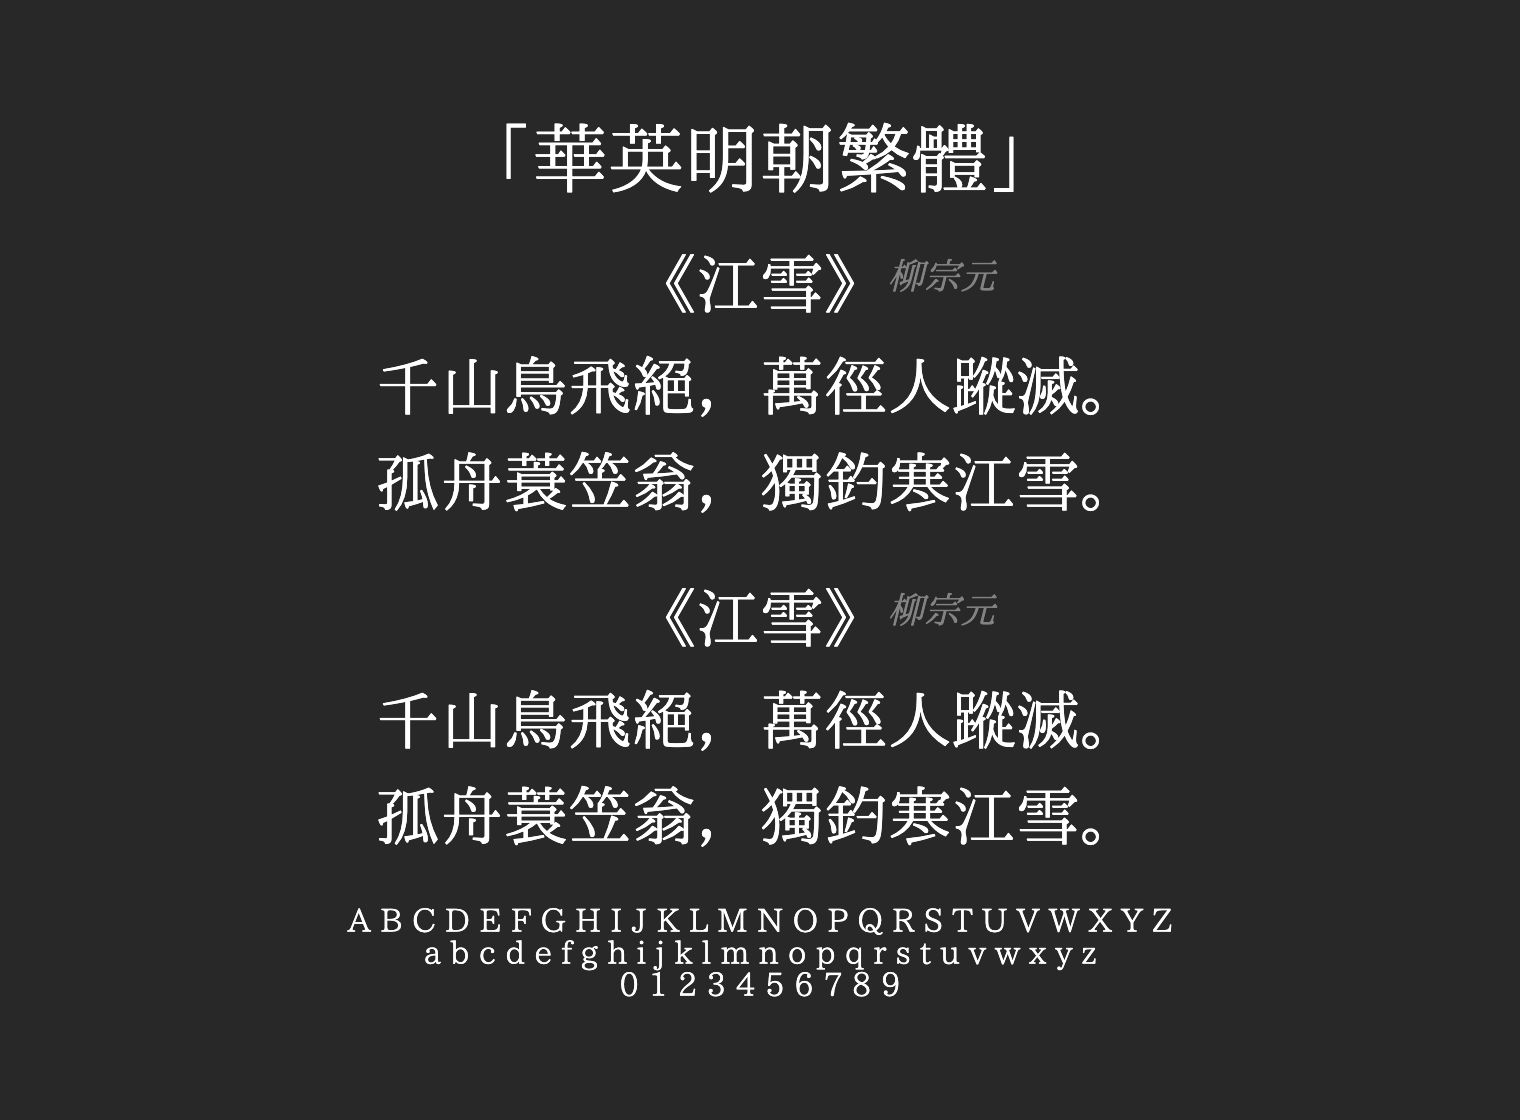 「華英明朝繁體」
《江雪》 柳宗元
千山鳥飛絕，萬徑人蹤滅。
孤舟蓑笠翁，獨釣寒江雪。
《江雪》 柳宗元
千山鳥飛絕，萬徑人蹤滅。
孤舟蓑笠翁，獨釣寒江雪。
A B C D E F G H I J K L M N O P Q R S T U V W X Y Z
a b c d e f g h i j k l m n o p q r s t u v w x y z
0 1 2 3 4 5 6 7 8 9